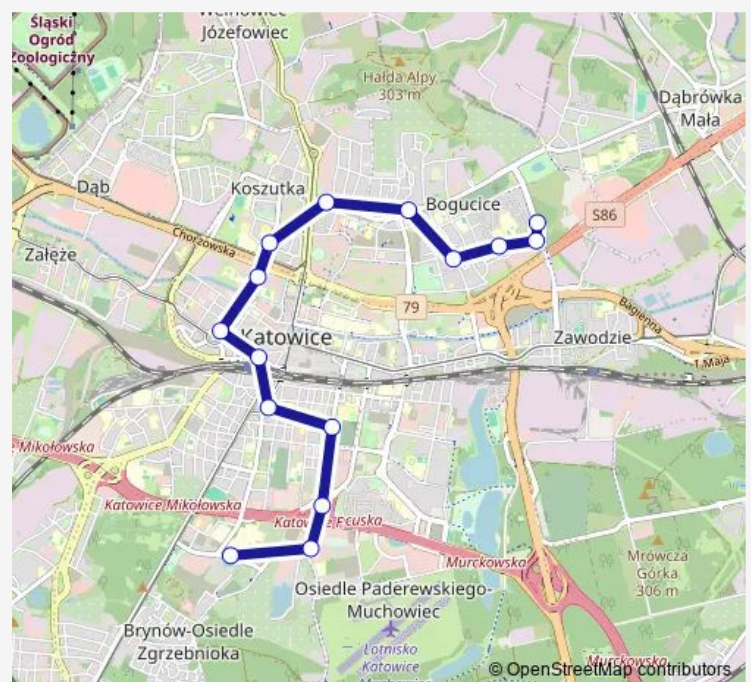 Śląski
Ogród
Zoologiczny
Wełnowiec
Józefowiec
Hałda Alpy
303 m
Dąbrówka
Mała
Dąb
Koszutka
Bogucice
S86
Załęże
Chorzowska
79
Katowice
Zawodzie
Bagienna
1 Maja
Mikołowska
Katowice Mikołowska
Katowice
Murckowska
Mrówcza
Górka
306 m
Osiedle Paderewskiego-
Muchowiec
Brynów-Osiedle
Zgrzebnioka
Lotnisko
Katowice
Murckowska
© OpenStreetMap contributors